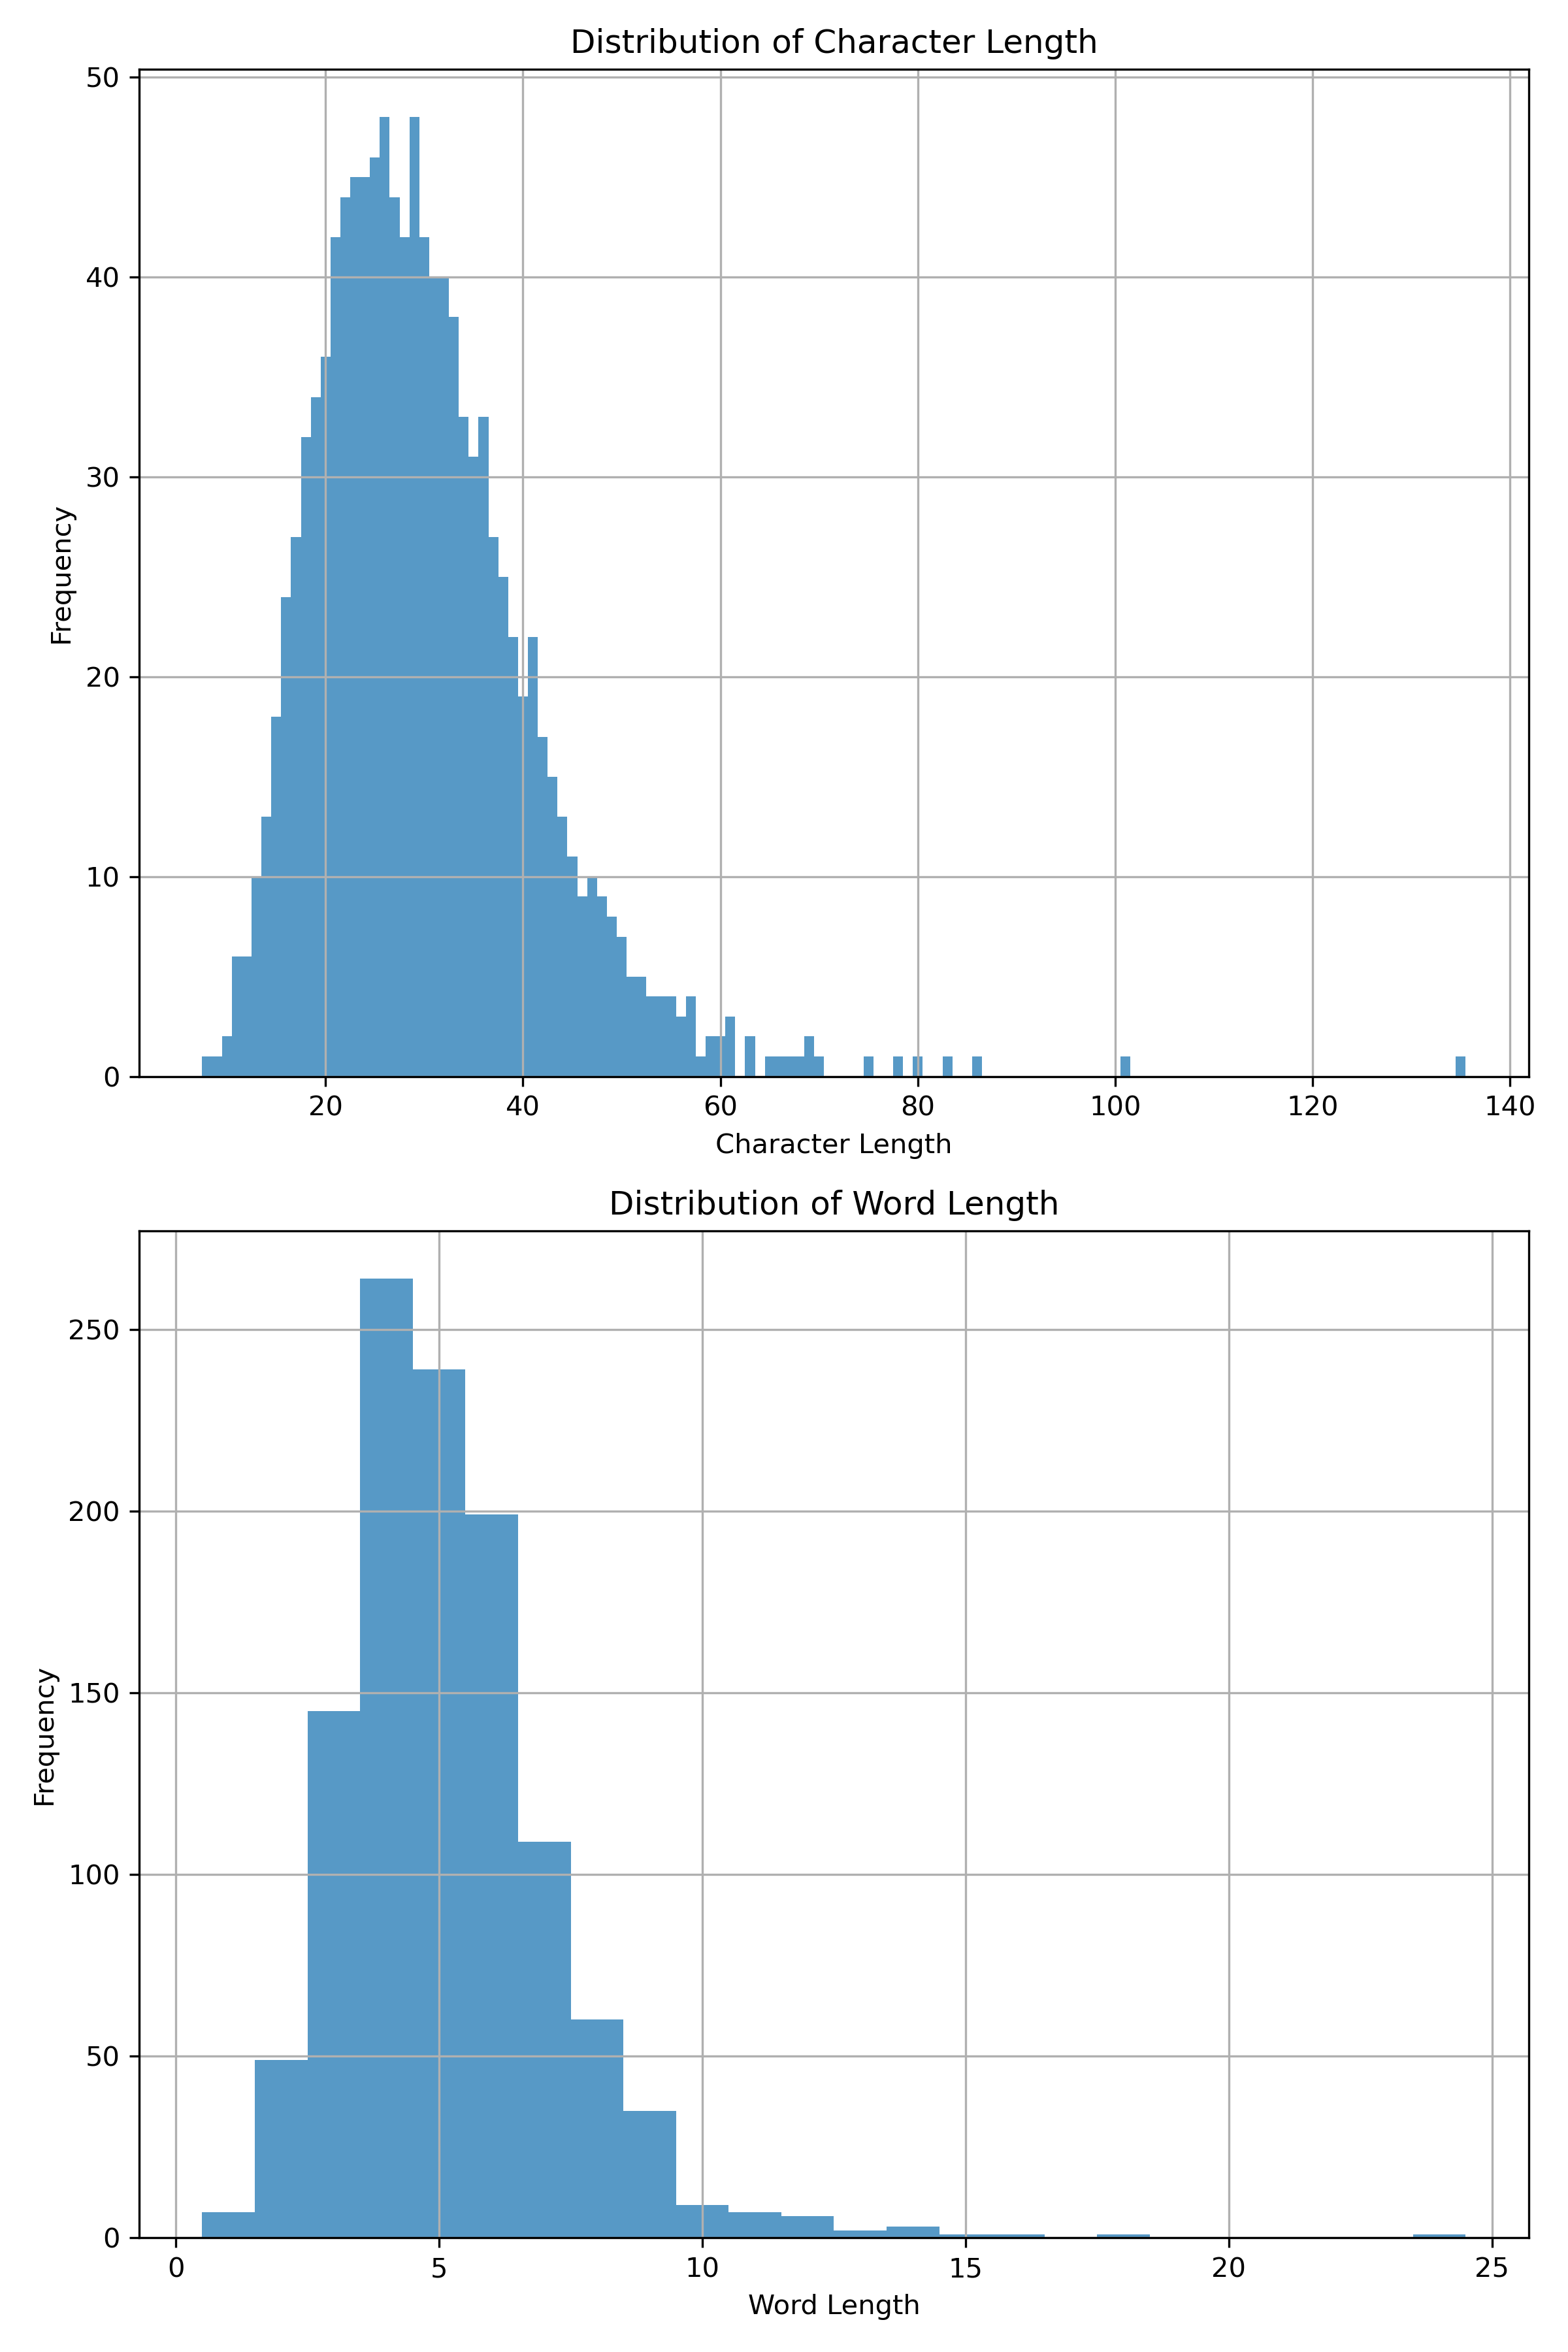 Distribution of Character Length
50
40
30
20
10
0
Frequency
20 40 60 80 100 120 140
Character Length
Distribution of Word Length
250
200
150
100
50
0
Frequency
0 5 10 15 20 25
Word Length